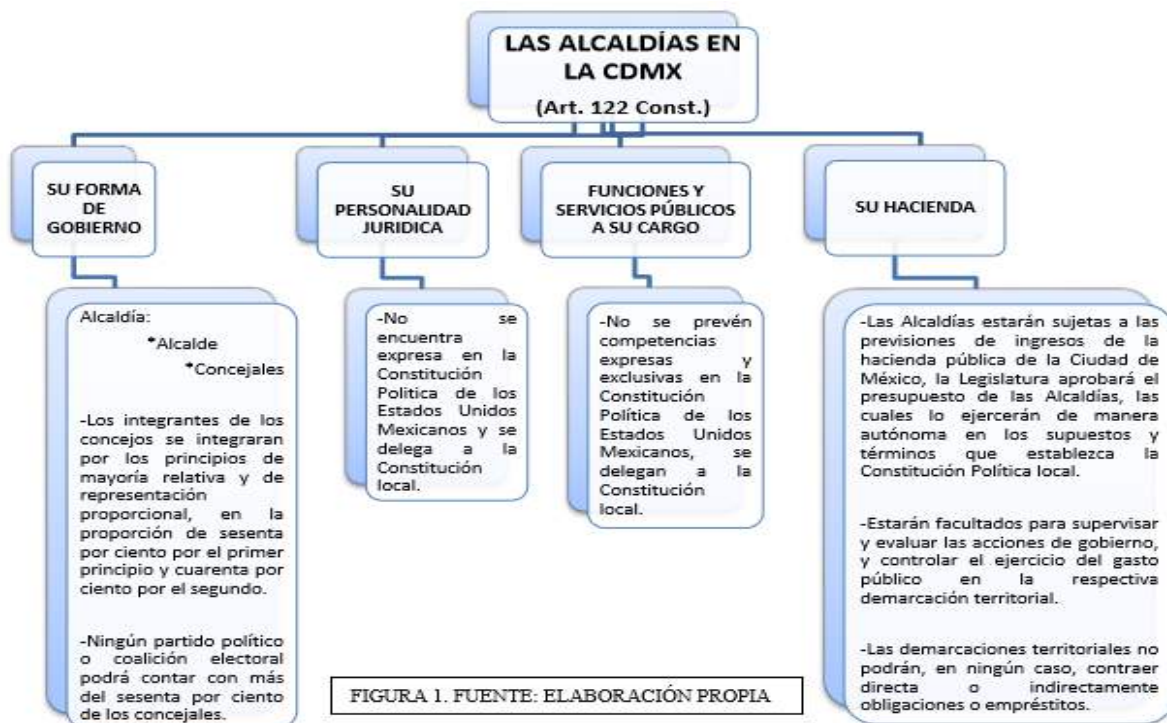 LAS ALCALDÍAS EN
LA CDMX
(Art. 122 Const.)
SU FORMA
DE
GOBIERNO
SU
PERSONALIDAD
JURIDICA
FUNCIONES Y
SERVICIOS PÚBLICOS
A SU CARGO
SU HACIENDA
Alcaldía:
*Alcalde
*Concejales
-Los integrantes de los
concejos se integraran
por los principios de
mayoría relativa y de
representación
proporcional, en la
proporción de sesenta
por ciento por el primer
principio y cuarenta por
ciento por el segundo.
-Ningún partido político
o coalición electoral
podrá contar con más
del sesenta por ciento
de los concejales.
-No se
encuentra
expresa en la
Constitución
Politica de los
Estados Unidos
Mexicanos y se
delega a la
Constitución
local.
-No se prevén
competencias
expresas y
exclusivas en la
Constitución
Política de los
Estados Unidos
Mexicanos, se
delegan a la
Constitución
local.
-Las Alcaldías estarán sujetas a las
previsiones de ingresos de la
hacienda pública de la Ciudad de
México, la Legislatura aprobará el
presupuesto de las Alcaldías, las
cuales lo ejercerán de manera
autónoma en los supuestos y
términos que establezca la
Constitución Política local.
-Estarán facultados para supervisar
y evaluar las acciones de gobierno,
y controlar el ejercicio del gasto
público en la respectiva
demarcación territorial.
-Las demarcaciones territoriales no
podrán, en ningún caso, contraer
directa o indirectamente
obligaciones o empréstitos.
FIGURA 1. FUENTE: ELABORACIÓN PROPIA